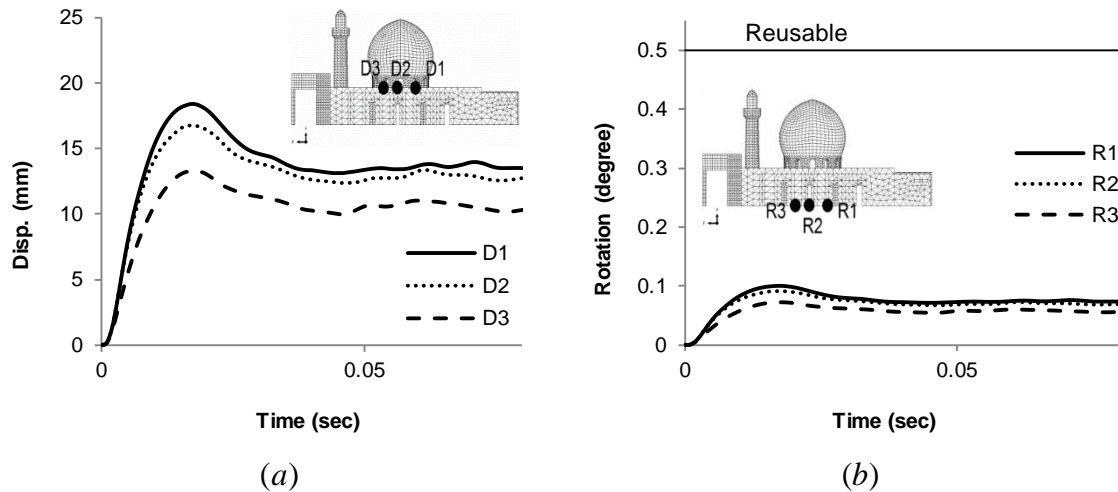 25
20
15
10
5
0
Disp. (mm)
D3 D2 D1
D1
D2
D3
0
0.05
Time (sec)
(a)
Reusable
0.5
0.4
0.3
0.2
0.1
0
Rotation (degree)
R3 R1
R2
R1
R2
R3
0
0.05
Time (sec)
(b)